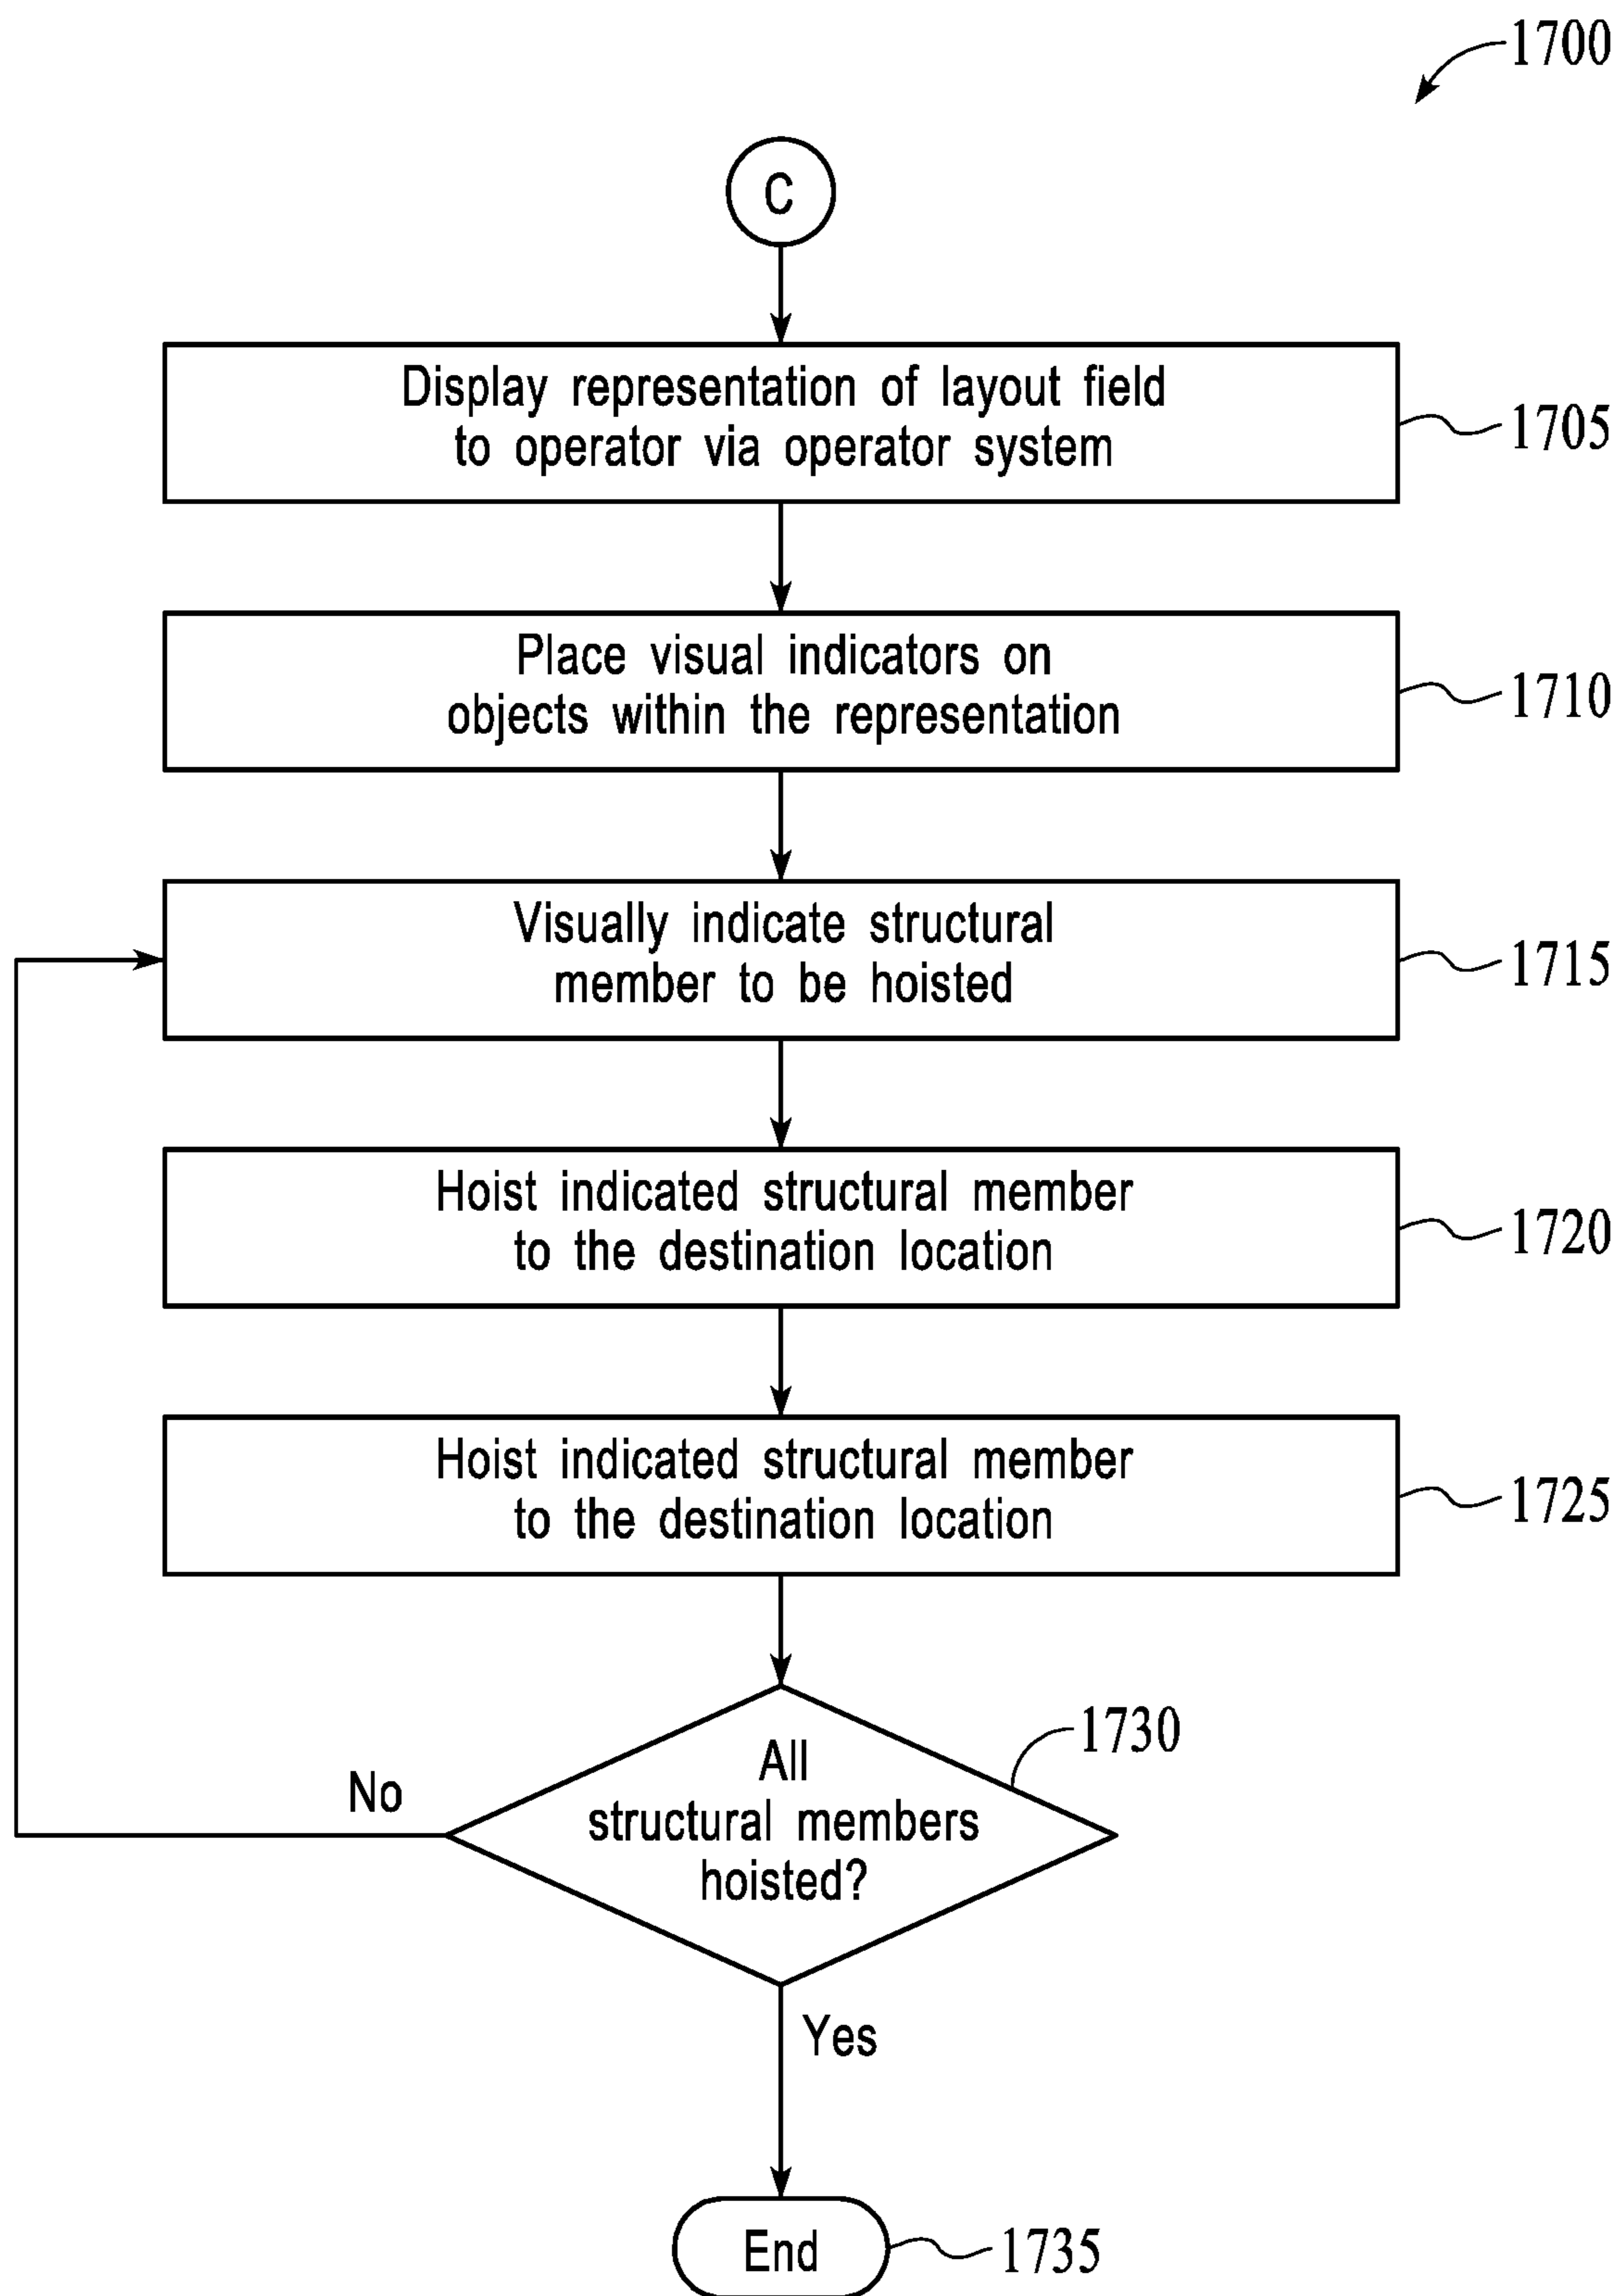 1700
C
Display representation of layout field
to operator via operator system
1705
Place visual indicators on
objects within the representation
1710
Visually indicate structural
member to be hoisted
1715
Hoist indicated structural member
to the destination location
1720
Hoist indicated structural member
to the destination location
1725
1730
All
structural members
hoisted?
No
Yes
End
1735